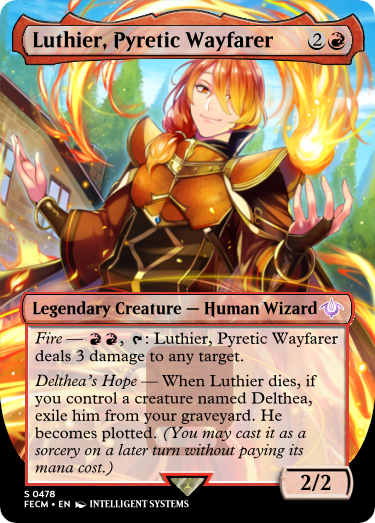 Luthier, Pyretic Wayfarer 2
Legendary Creature — Human Wizard
Fire — , : Luthier, Pyretic Wayfarer
deals 3 damage to any target.
Delthea's Hope — When Luthier dies, if
you control a creature named Delthea,
exile him from your graveyard. He
becomes plotted. (You may cast it as a
sorcery on a later turn without paying its
mana cost.)
2/2
S 0478
FECM • EN INTELLIGENT SYSTEMS